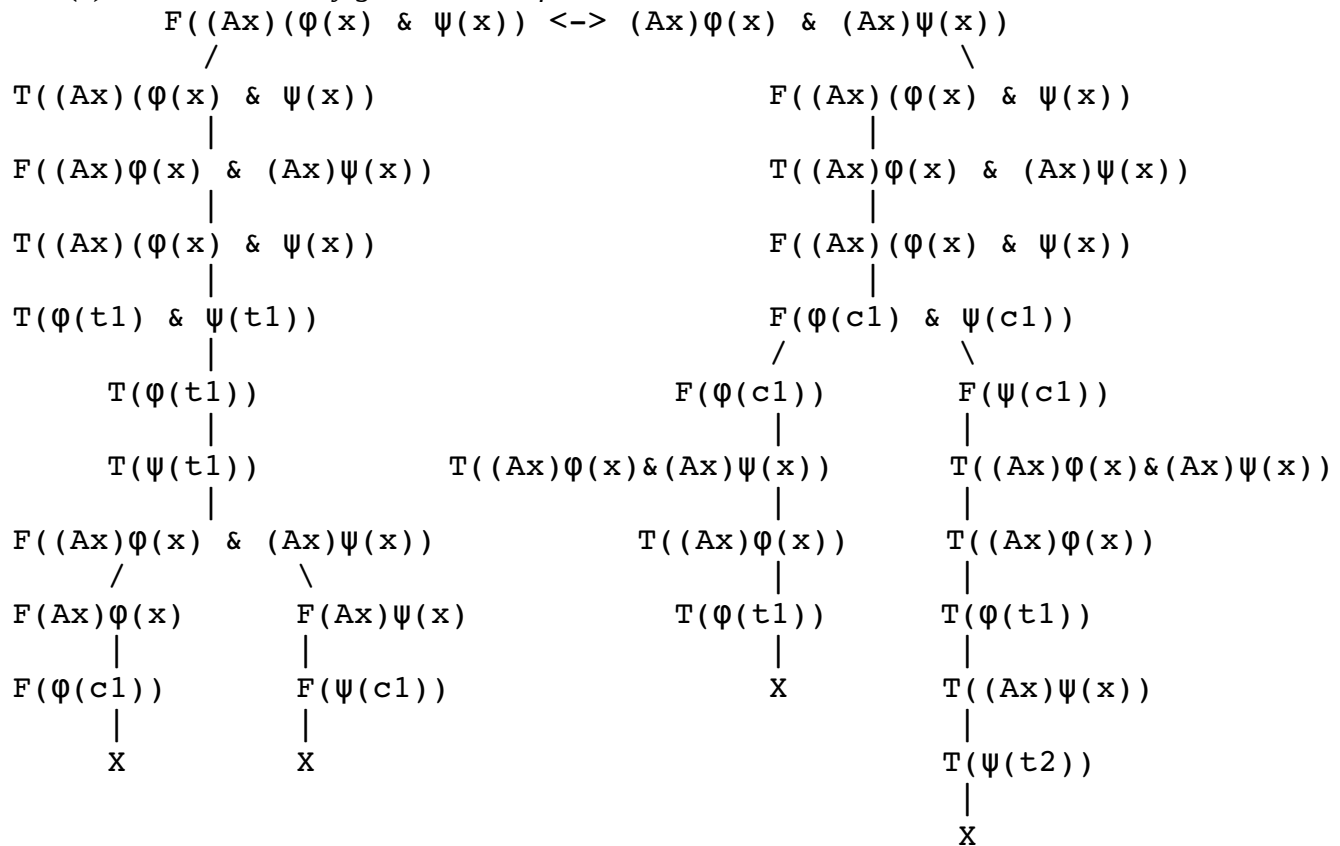 F((Ax)(φ(x) & ψ(x)) <-> (Ax)φ(x) & (Ax)ψ(x))
/ \
T((Ax)(φ(x) & ψ(x)) F((Ax)(φ(x) & ψ(x))
| |
F((Ax)φ(x) & (Ax)ψ(x)) T((Ax)φ(x) & (Ax)ψ(x))
| |
T((Ax)(φ(x) & ψ(x)) F((Ax)(φ(x) & ψ(x))
| |
T(φ(t1) & ψ(t1)) F(φ(c1) & ψ(c1))
| / \
T(φ(t1)) F(φ(c1)) F(ψ(c1))
| | |
T(ψ(t1)) T((Ax)φ(x)&(Ax)ψ(x)) T((Ax)φ(x)&(Ax)ψ(x))
| | |
F((Ax)φ(x) & (Ax)ψ(x)) T((Ax)φ(x)) T((Ax)φ(x))
/ \ | |
F(Ax)φ(x) F(Ax)ψ(x) T(φ(t1)) T(φ(t1))
| | | |
F(φ(c1)) F(ψ(c1)) X T((Ax)ψ(x))
| | |
X X T(ψ(t2))
|
X